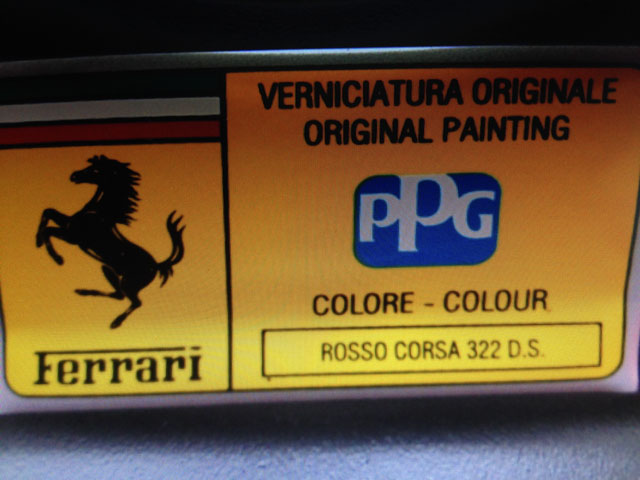 VERNICIATURA ORIGINALE
ORIGINAL PAINTING
PPG
COLORE - COLOUR
ROSSO CORSA 322 D.S.
Ferrari